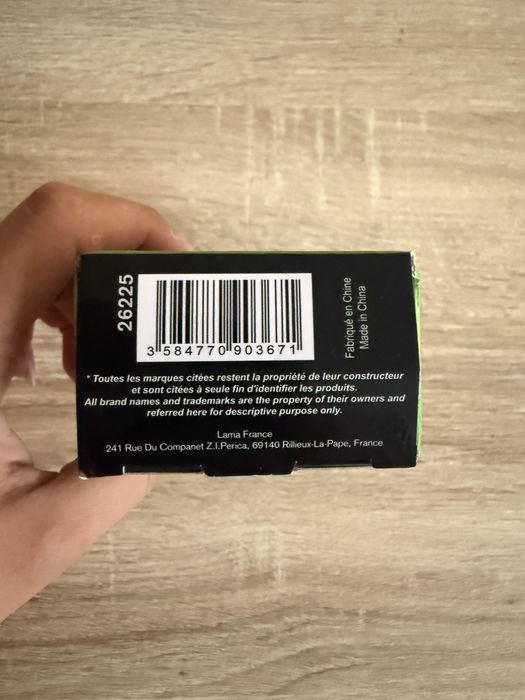 26225
3 584770 903671
Fabriqué en Chine
Made in China
* Toutes les marques citées restent la propriété de leur constructeur
et sont citées à seule fin d'identifier les produits.
All brand names and trademarks are the property of their owners and
referred here for descriptive purpose only.
Lama France
241 Rue Du Companet Z.I.Perica, 69140 Rillieux-La-Pape, France